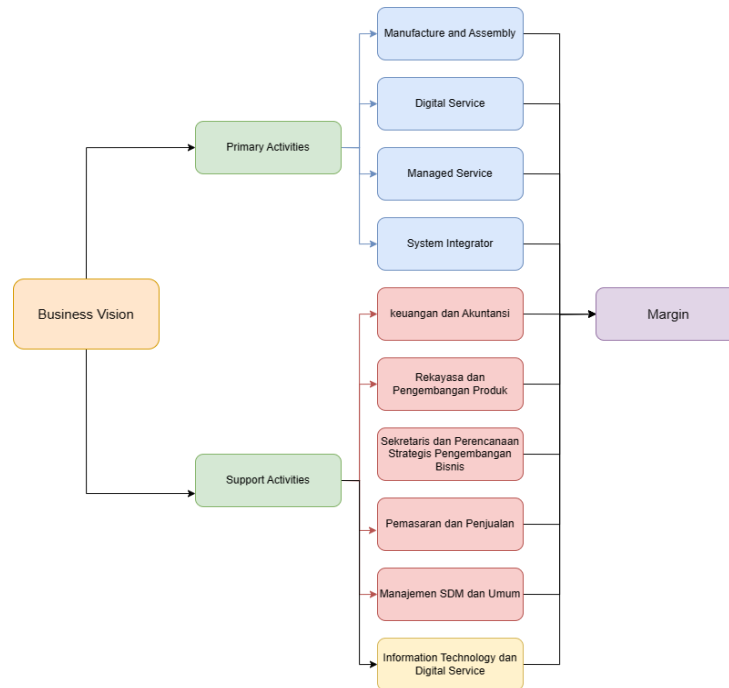 Manufacture and Assembly
Digital Service
Primary Activities
Managed Service
System Integrator
Business Vision
keuangan dan Akuntansi
Margin
Rekayasa dan
Pengembangan Produk
Sekretaris dan Perencanaan
Strategis Pengembangan
Bisnis
Support Activities
Pemasaran dan Penjualan
Manajemen SDM dan Umum
Information Technology dan
Digital Service